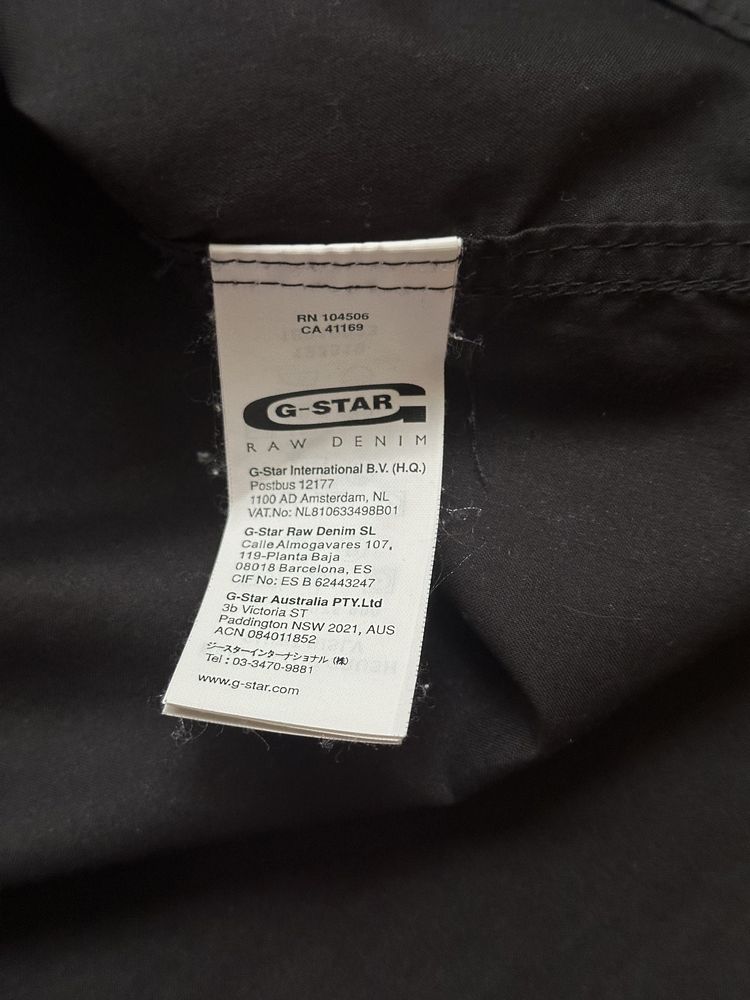 RN 104506
CA 41169
G-STAR
RAW DENIM
G-Star International B.V. (H.Q.)
Postbus 12177
1100 AD Amsterdam, NL
VAT.No: NL810633498B01
G-Star Raw Denim SL
Calle Almogavares 107,
119-Planta Baja
08018 Barcelona, ES
CIF No: ES B 62443247
G-Star Australia PTY.Ltd
3b Victoria ST
Paddington NSW 2021, AUS
ACN 084011852
ジースターインターナショナル (株)
Tel : 03-3470-9881
www.g-star.com